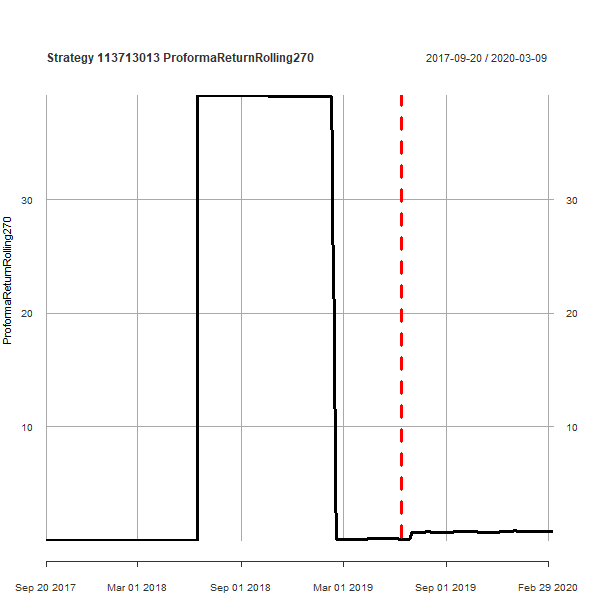 Strategy 113713013 ProformaReturnRolling270
2017-09-20 / 2020-03-09
ProformaReturnRolling270
30
30
20
20
10
10
Sep 20 2017
Mar 01 2018
Sep 01 2018
Mar 01 2019
Sep 01 2019
Feb 29 2020